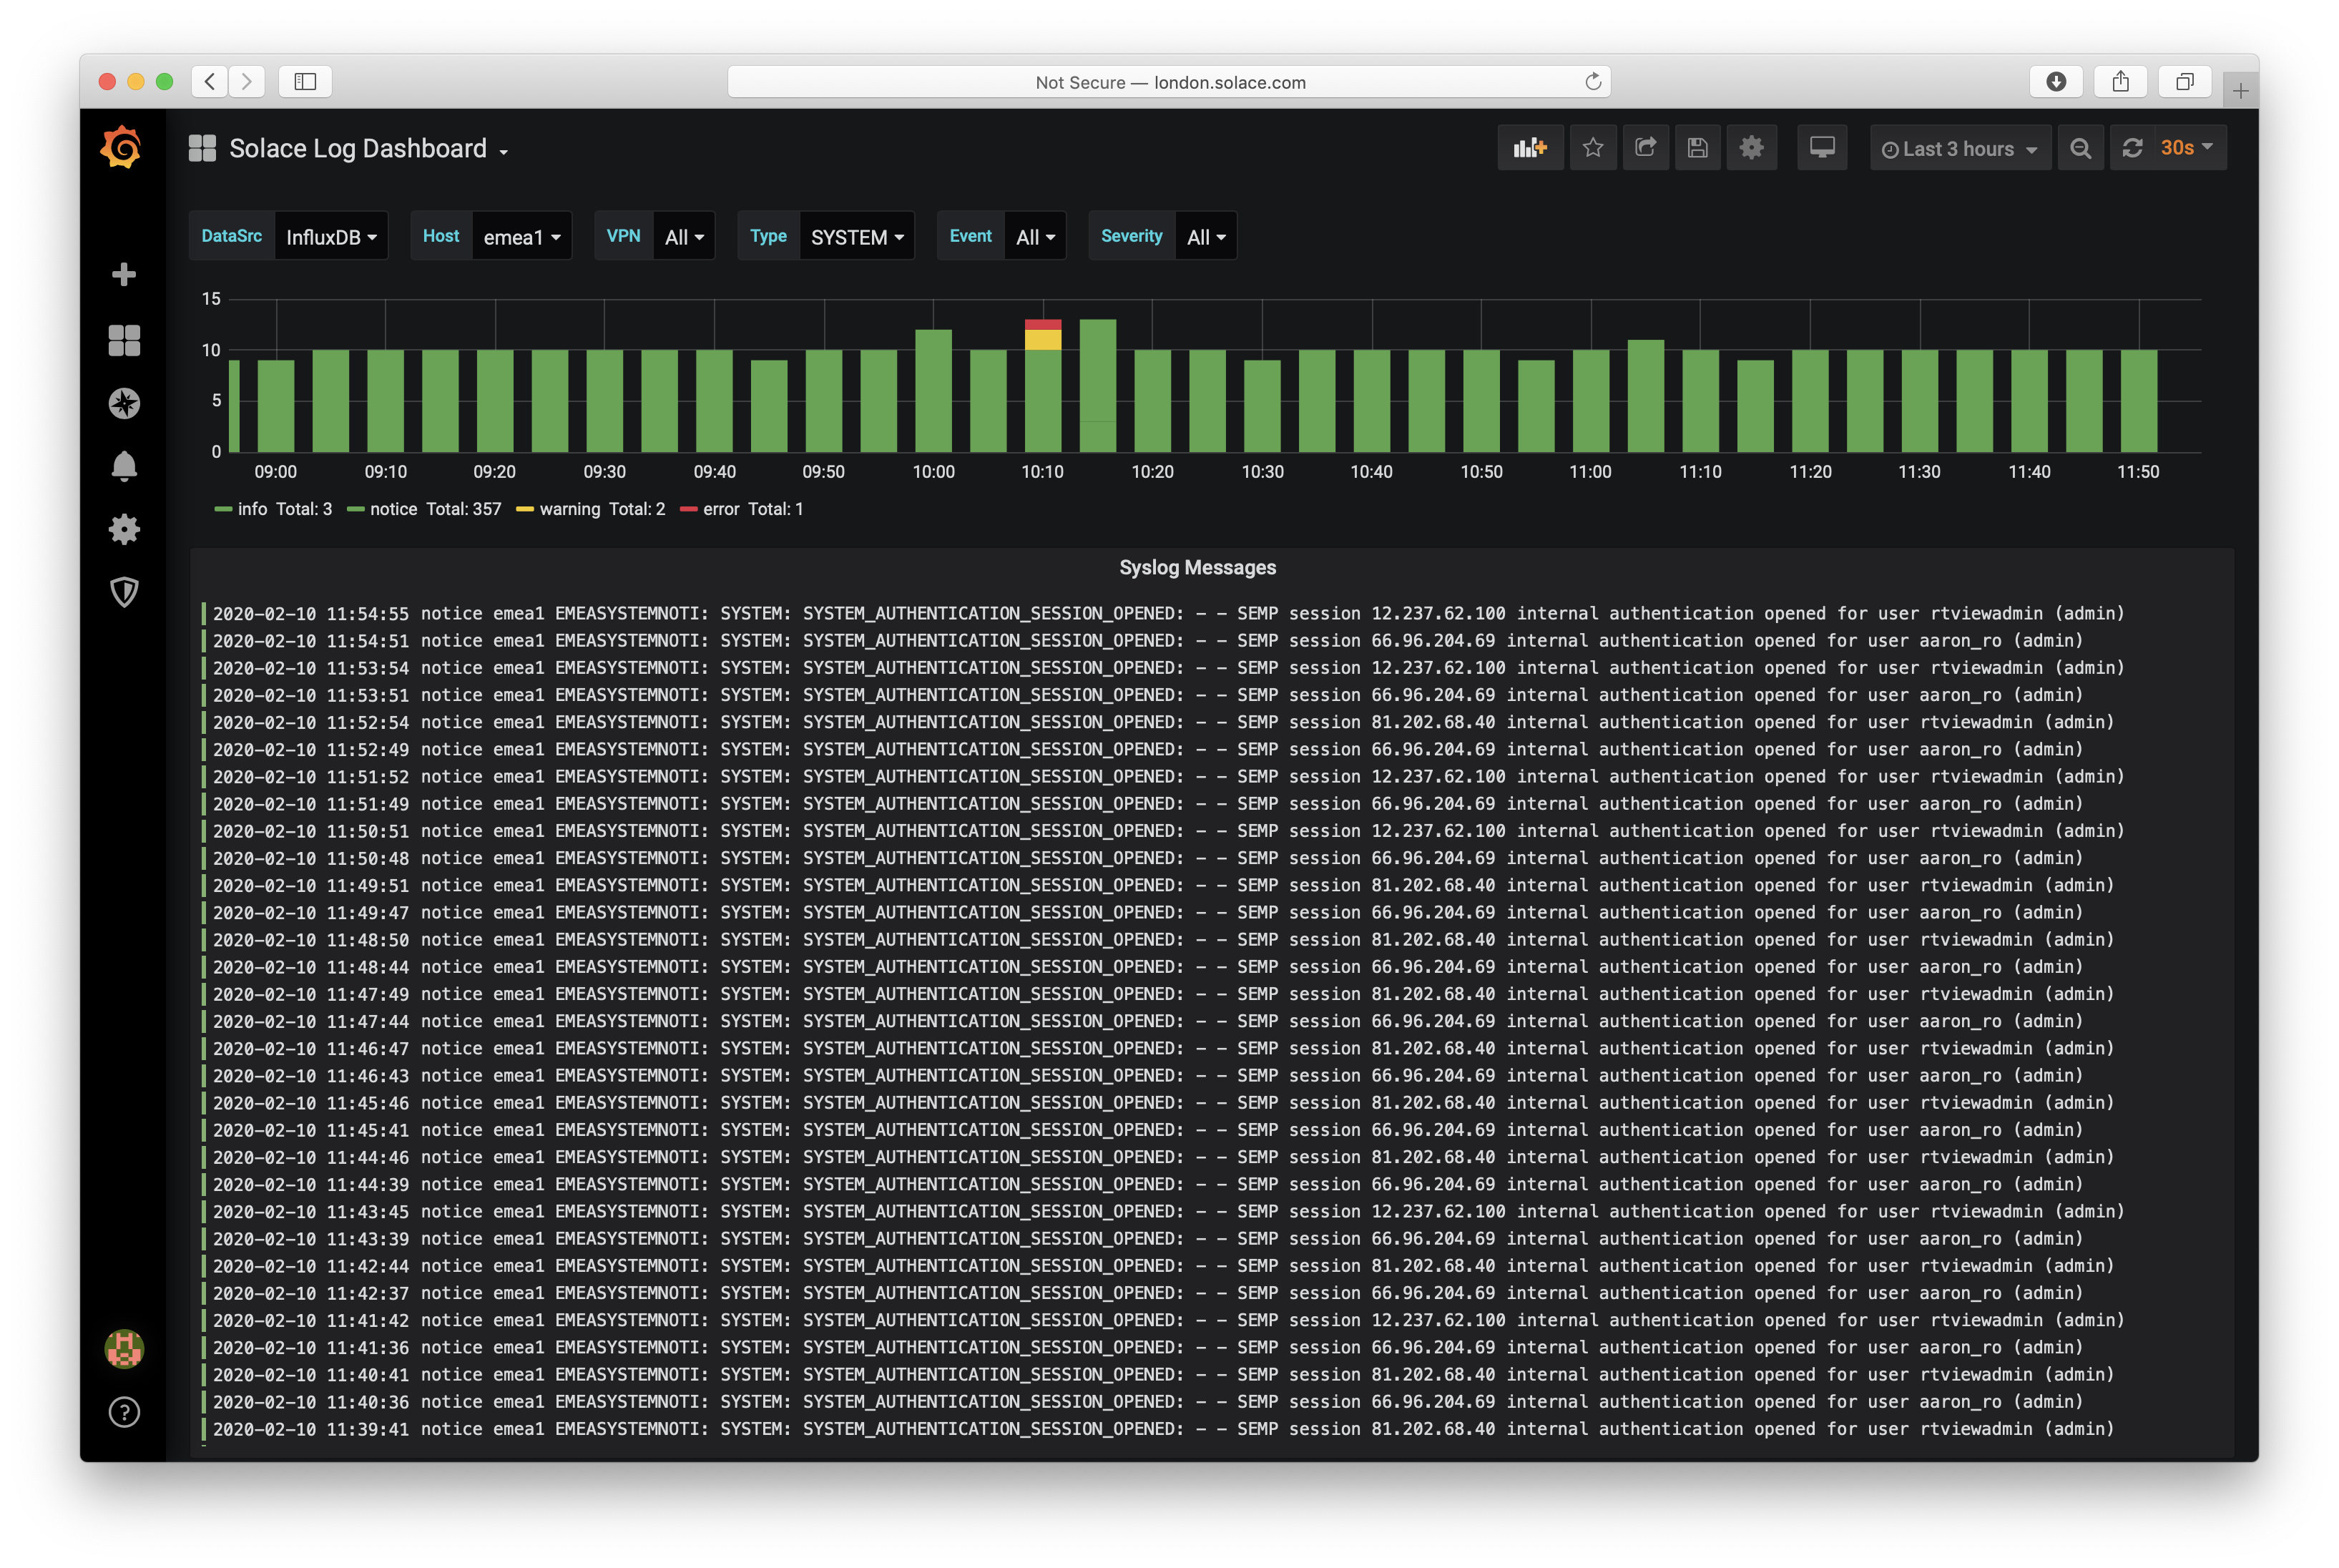 Not Secure — london.solace.com
Solace Log Dashboard
Last 3 hours
30s
DataSrc InfluxDB Host emea1 VPN All Type SYSTEM Event All Severity All
15
10
5
0
09:00 09:10 09:20 09:30 09:40 09:50 10:00 10:10 10:20 10:30 10:40 10:50 11:00 11:10 11:20 11:30 11:40 11:50
info Total: 3 notice Total: 357 warning Total: 2 error Total: 1
Syslog Messages
2020-02-10 11:54:55 notice emea1 EMEASYSTEMNOTI: SYSTEM: SYSTEM_AUTHENTICATION_SESSION_OPENED: - - SEMP session 12.237.62.100 internal authentication opened for user rtviewadmin (admin)
2020-02-10 11:54:51 notice emea1 EMEASYSTEMNOTI: SYSTEM: SYSTEM_AUTHENTICATION_SESSION_OPENED: - - SEMP session 66.96.204.69 internal authentication opened for user aaron_ro (admin)
2020-02-10 11:53:54 notice emea1 EMEASYSTEMNOTI: SYSTEM: SYSTEM_AUTHENTICATION_SESSION_OPENED: - - SEMP session 12.237.62.100 internal authentication opened for user rtviewadmin (admin)
2020-02-10 11:53:51 notice emea1 EMEASYSTEMNOTI: SYSTEM: SYSTEM_AUTHENTICATION_SESSION_OPENED: - - SEMP session 66.96.204.69 internal authentication opened for user aaron_ro (admin)
2020-02-10 11:52:54 notice emea1 EMEASYSTEMNOTI: SYSTEM: SYSTEM_AUTHENTICATION_SESSION_OPENED: - - SEMP session 81.202.68.40 internal authentication opened for user rtviewadmin (admin)
2020-02-10 11:52:49 notice emea1 EMEASYSTEMNOTI: SYSTEM: SYSTEM_AUTHENTICATION_SESSION_OPENED: - - SEMP session 66.96.204.69 internal authentication opened for user aaron_ro (admin)
2020-02-10 11:51:52 notice emea1 EMEASYSTEMNOTI: SYSTEM: SYSTEM_AUTHENTICATION_SESSION_OPENED: - - SEMP session 12.237.62.100 internal authentication opened for user rtviewadmin (admin)
2020-02-10 11:51:49 notice emea1 EMEASYSTEMNOTI: SYSTEM: SYSTEM_AUTHENTICATION_SESSION_OPENED: - - SEMP session 66.96.204.69 internal authentication opened for user aaron_ro (admin)
2020-02-10 11:50:51 notice emea1 EMEASYSTEMNOTI: SYSTEM: SYSTEM_AUTHENTICATION_SESSION_OPENED: - - SEMP session 12.237.62.100 internal authentication opened for user rtviewadmin (admin)
2020-02-10 11:50:48 notice emea1 EMEASYSTEMNOTI: SYSTEM: SYSTEM_AUTHENTICATION_SESSION_OPENED: - - SEMP session 66.96.204.69 internal authentication opened for user aaron_ro (admin)
2020-02-10 11:49:51 notice emea1 EMEASYSTEMNOTI: SYSTEM: SYSTEM_AUTHENTICATION_SESSION_OPENED: - - SEMP session 81.202.68.40 internal authentication opened for user rtviewadmin (admin)
2020-02-10 11:49:47 notice emea1 EMEASYSTEMNOTI: SYSTEM: SYSTEM_AUTHENTICATION_SESSION_OPENED: - - SEMP session 66.96.204.69 internal authentication opened for user aaron_ro (admin)
2020-02-10 11:48:50 notice emea1 EMEASYSTEMNOTI: SYSTEM: SYSTEM_AUTHENTICATION_SESSION_OPENED: - - SEMP session 81.202.68.40 internal authentication opened for user rtviewadmin (admin)
2020-02-10 11:48:44 notice emea1 EMEASYSTEMNOTI: SYSTEM: SYSTEM_AUTHENTICATION_SESSION_OPENED: - - SEMP session 66.96.204.69 internal authentication opened for user aaron_ro (admin)
2020-02-10 11:47:49 notice emea1 EMEASYSTEMNOTI: SYSTEM: SYSTEM_AUTHENTICATION_SESSION_OPENED: - - SEMP session 81.202.68.40 internal authentication opened for user rtviewadmin (admin)
2020-02-10 11:47:44 notice emea1 EMEASYSTEMNOTI: SYSTEM: SYSTEM_AUTHENTICATION_SESSION_OPENED: - - SEMP session 66.96.204.69 internal authentication opened for user aaron_ro (admin)
2020-02-10 11:46:47 notice emea1 EMEASYSTEMNOTI: SYSTEM: SYSTEM_AUTHENTICATION_SESSION_OPENED: - - SEMP session 81.202.68.40 internal authentication opened for user rtviewadmin (admin)
2020-02-10 11:46:43 notice emea1 EMEASYSTEMNOTI: SYSTEM: SYSTEM_AUTHENTICATION_SESSION_OPENED: - - SEMP session 66.96.204.69 internal authentication opened for user aaron_ro (admin)
2020-02-10 11:45:46 notice emea1 EMEASYSTEMNOTI: SYSTEM: SYSTEM_AUTHENTICATION_SESSION_OPENED: - - SEMP session 81.202.68.40 internal authentication opened for user rtviewadmin (admin)
2020-02-10 11:45:41 notice emea1 EMEASYSTEMNOTI: SYSTEM: SYSTEM_AUTHENTICATION_SESSION_OPENED: - - SEMP session 66.96.204.69 internal authentication opened for user aaron_ro (admin)
2020-02-10 11:44:46 notice emea1 EMEASYSTEMNOTI: SYSTEM: SYSTEM_AUTHENTICATION_SESSION_OPENED: - - SEMP session 81.202.68.40 internal authentication opened for user rtviewadmin (admin)
2020-02-10 11:44:39 notice emea1 EMEASYSTEMNOTI: SYSTEM: SYSTEM_AUTHENTICATION_SESSION_OPENED: - - SEMP session 66.96.204.69 internal authentication opened for user aaron_ro (admin)
2020-02-10 11:43:45 notice emea1 EMEASYSTEMNOTI: SYSTEM: SYSTEM_AUTHENTICATION_SESSION_OPENED: - - SEMP session 12.237.62.100 internal authentication opened for user rtviewadmin (admin)
2020-02-10 11:43:39 notice emea1 EMEASYSTEMNOTI: SYSTEM: SYSTEM_AUTHENTICATION_SESSION_OPENED: - - SEMP session 66.96.204.69 internal authentication opened for user aaron_ro (admin)
2020-02-10 11:42:44 notice emea1 EMEASYSTEMNOTI: SYSTEM: SYSTEM_AUTHENTICATION_SESSION_OPENED: - - SEMP session 81.202.68.40 internal authentication opened for user rtviewadmin (admin)
2020-02-10 11:42:37 notice emea1 EMEASYSTEMNOTI: SYSTEM: SYSTEM_AUTHENTICATION_SESSION_OPENED: - - SEMP session 66.96.204.69 internal authentication opened for user aaron_ro (admin)
2020-02-10 11:41:42 notice emea1 EMEASYSTEMNOTI: SYSTEM: SYSTEM_AUTHENTICATION_SESSION_OPENED: - - SEMP session 12.237.62.100 internal authentication opened for user rtviewadmin (admin)
2020-02-10 11:41:36 notice emea1 EMEASYSTEMNOTI: SYSTEM: SYSTEM_AUTHENTICATION_SESSION_OPENED: - - SEMP session 66.96.204.69 internal authentication opened for user aaron_ro (admin)
2020-02-10 11:40:41 notice emea1 EMEASYSTEMNOTI: SYSTEM: SYSTEM_AUTHENTICATION_SESSION_OPENED: - - SEMP session 81.202.68.40 internal authentication opened for user rtviewadmin (admin)
2020-02-10 11:40:36 notice emea1 EMEASYSTEMNOTI: SYSTEM: SYSTEM_AUTHENTICATION_SESSION_OPENED: - - SEMP session 66.96.204.69 internal authentication opened for user aaron_ro (admin)
2020-02-10 11:39:41 notice emea1 EMEASYSTEMNOTI: SYSTEM: SYSTEM_AUTHENTICATION_SESSION_OPENED: - - SEMP session 81.202.68.40 internal authentication opened for user rtviewadmin (admin)